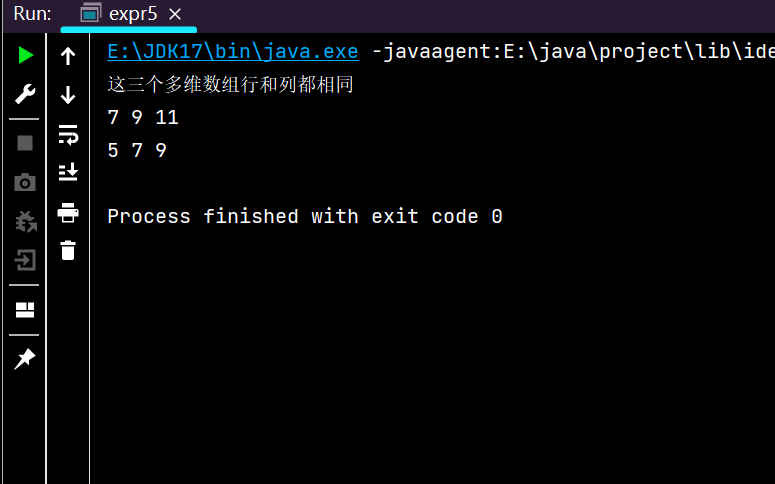 Run: expr5
E:\JDK17\bin\java.exe -javaagent:E:\java\project\lib\ide
这三个多维数组行和列都相同
7 9 11
5 7 9
Process finished with exit code 0